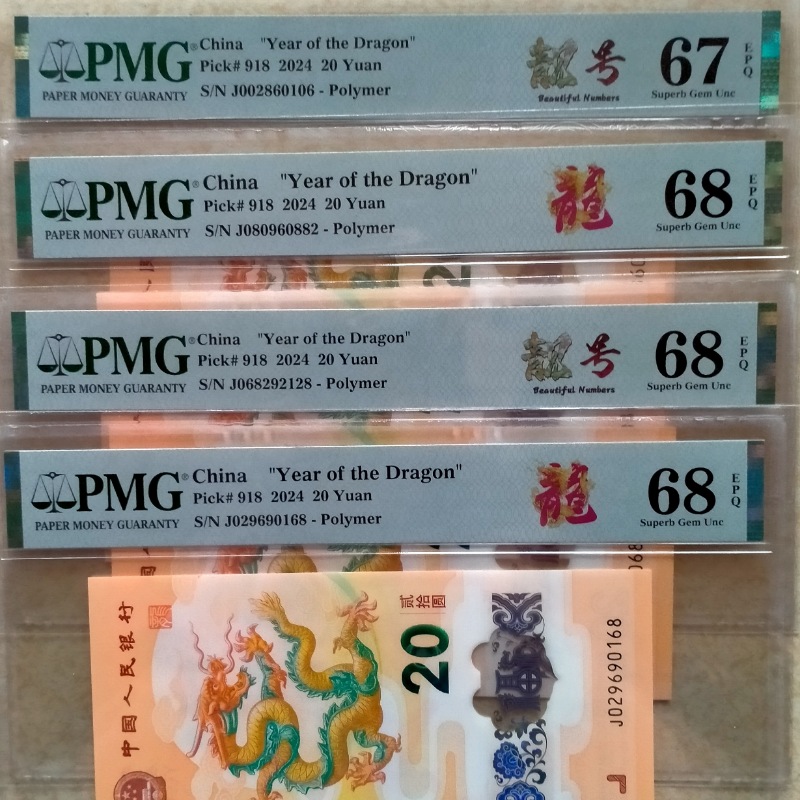 PMG® China "Year of the Dragon"
Pick# 918 2024 20 Yuan
PAPER MONEY GUARANTY S/N J002860106 - Polymer
靓号
Beautiful Numbers
67 EPQ
Superb Gem Unc
PMG® China "Year of the Dragon"
Pick# 918 2024 20 Yuan
PAPER MONEY GUARANTY S/N J080960882 - Polymer
龍
68 EPQ
Superb Gem Unc
2
PMG® China "Year of the Dragon"
Pick# 918 2024 20 Yuan
PAPER MONEY GUARANTY S/N J068292128 - Polymer
靓号
Beautiful Numbers
68 EPQ
Superb Gem Unc
PMG® China "Year of the Dragon"
Pick# 918 2024 20 Yuan
PAPER MONEY GUARANTY S/N J029690168 - Polymer
龍
68 EPQ
Superb Gem Unc
中国人民银行
贰拾圆
20
J029690168